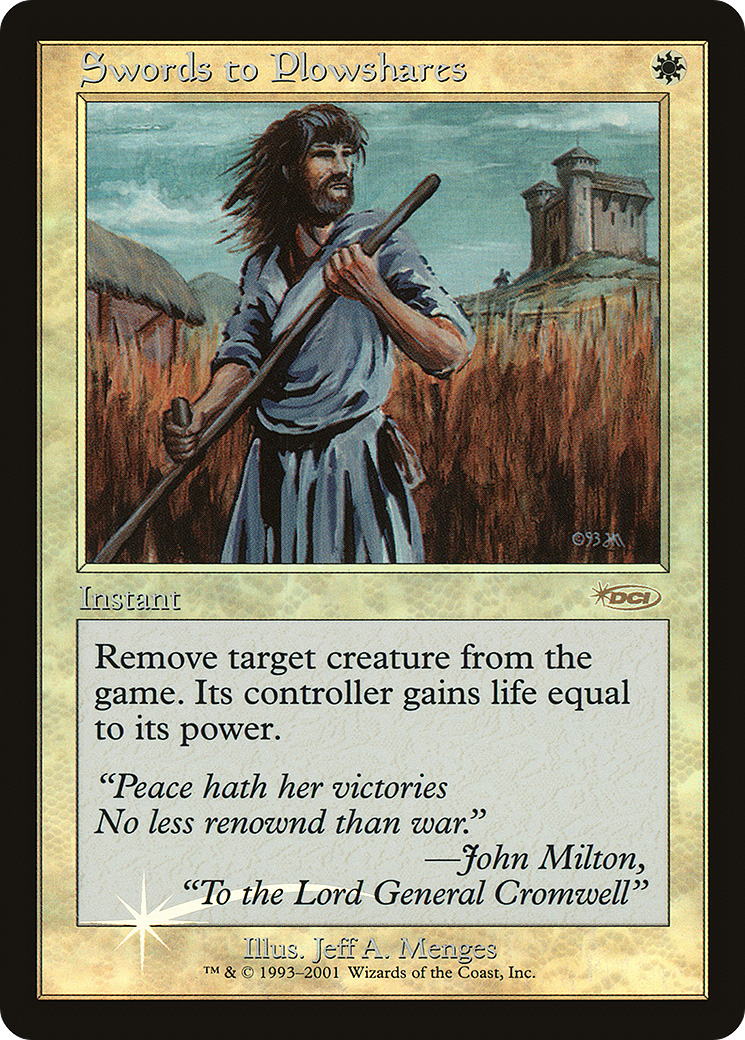 Swords to Plowshares
©93 JM
Instant
DCI
Remove target creature from the
game. Its controller gains life equal
to its power.
“Peace hath her victories
No less renownd than war.”
—John Milton,
“To the Lord General Cromwell”
Illus. Jeff A. Menges
™ & © 1993–2001 Wizards of the Coast, Inc.